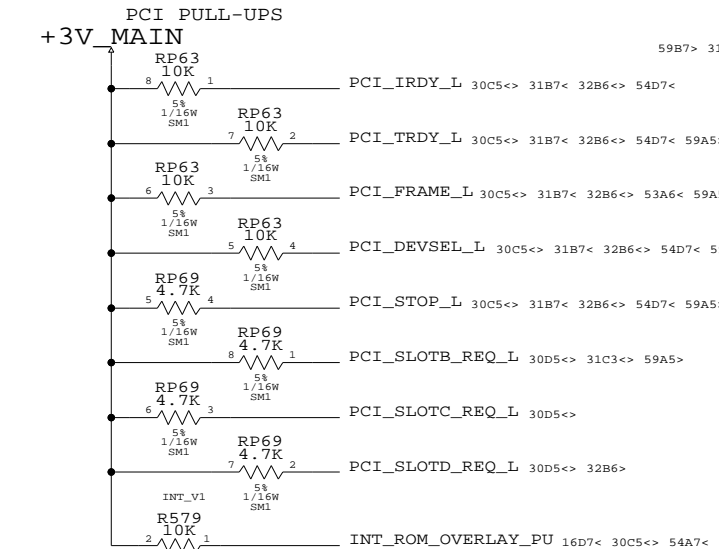 PCI PULL-UPS
+3V_MAIN
59B7> 31
RP63
10K
8 1
5%
1/16W
SM1
PCI_IRDY_L 30C5<> 31B7< 32B6<> 54D7<
RP63
10K
7 2
5%
1/16W
SM1
PCI_TRDY_L 30C5<> 31B7< 32B6<> 54D7< 59A5
RP63
10K
6 3
5%
1/16W
SM1
PCI_FRAME_L 30C5<> 31B7< 32B6<> 53A6< 59A
RP63
10K
5 4
5%
1/16W
SM1
PCI_DEVSEL_L 30C5<> 31B7< 32B6<> 54D7< 5
RP69
4.7K
5 4
5%
1/16W
SM1
PCI_STOP_L 30C5<> 31B7< 32B6<> 54D7< 59A5
RP69
4.7K
8 1
5%
1/16W
SM1
PCI_SLOTB_REQ_L 30D5<> 31C3<> 59A5>
RP69
4.7K
6 3
5%
1/16W
SM1
PCI_SLOTC_REQ_L 30D5<>
RP69
4.7K
7 2
5%
1/16W
SM1
PCI_SLOTD_REQ_L 30D5<> 32B6>
INT_V1
R579
10K
2 1
INT_ROM_OVERLAY_PU 16D7< 30C5<> 54A7<